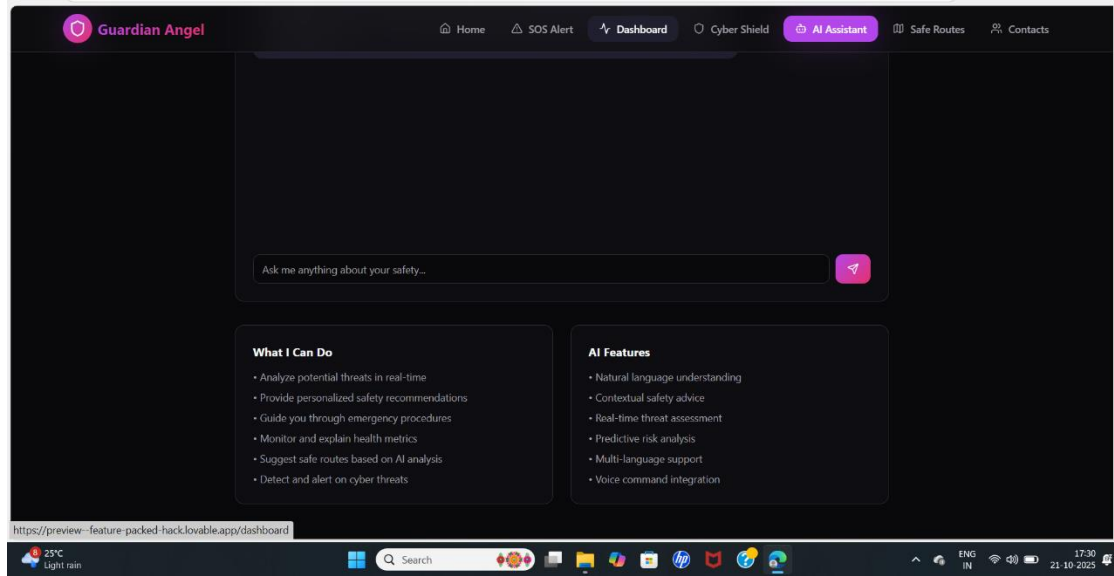 Guardian Angel
Home
SOS Alert
Dashboard
Cyber Shield
AI Assistant
Safe Routes
Contacts
Ask me anything about your safety...
What I Can Do
• Analyze potential threats in real-time
• Provide personalized safety recommendations
• Guide you through emergency procedures
• Monitor and explain health metrics
• Suggest safe routes based on AI analysis
• Detect and alert on cyber threats
AI Features
• Natural language understanding
• Contextual safety advice
• Real-time threat assessment
• Predictive risk analysis
• Multi-language support
• Voice command integration
https://preview--feature-packed-hack.lovable.app/dashboard
8
25°C
Light rain
Search
hp
ENG
IN
17:30
21-10-2025